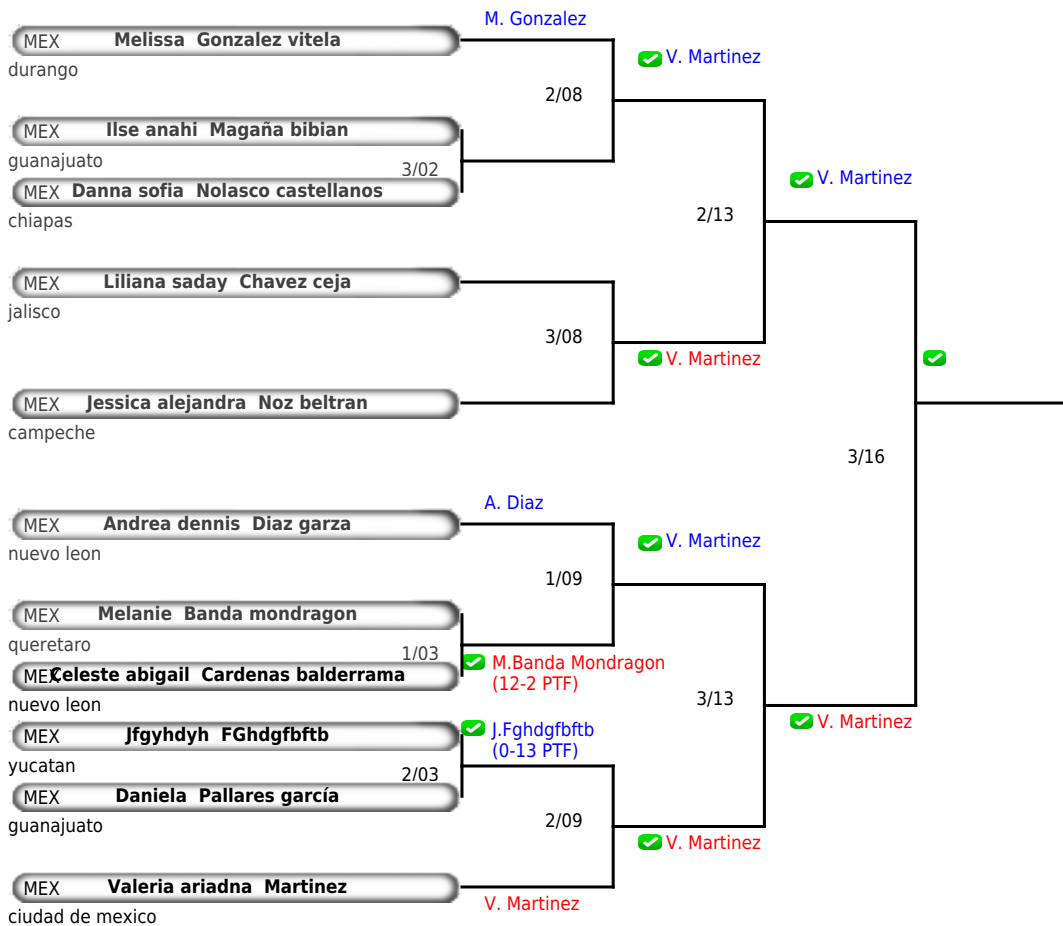 M. Gonzalez
MEX Melissa Gonzalez vitela
durango
V. Martinez
2/08
MEX Ilse anahi Magaña bibian
guanajuato
3/02
MEX Danna sofia Nolasco castellanos
chiapas
V. Martinez
2/13
MEX Liliana saday Chavez ceja
jalisco
3/08
V. Martinez
MEX Jessica alejandra Noz beltran
campeche
3/16
A. Diaz
MEX Andrea dennis Diaz garza
nuevo leon
V. Martinez
1/09
MEX Melanie Banda mondragon
queretaro
1/03
M.Banda Mondragon
(12-2 PTF)
MEX Celeste abigail Cardenas balderrama
nuevo leon
3/13
V. Martinez
MEX Jfgyhdyh FGhdgfbftb
J.Fghdgfbftb
(0-13 PTF)
yucatan
2/03
MEX Daniela Pallares garcía
guanajuato
2/09
V. Martinez
MEX Valeria ariadna Martinez
ciudad de mexico
V. Martinez